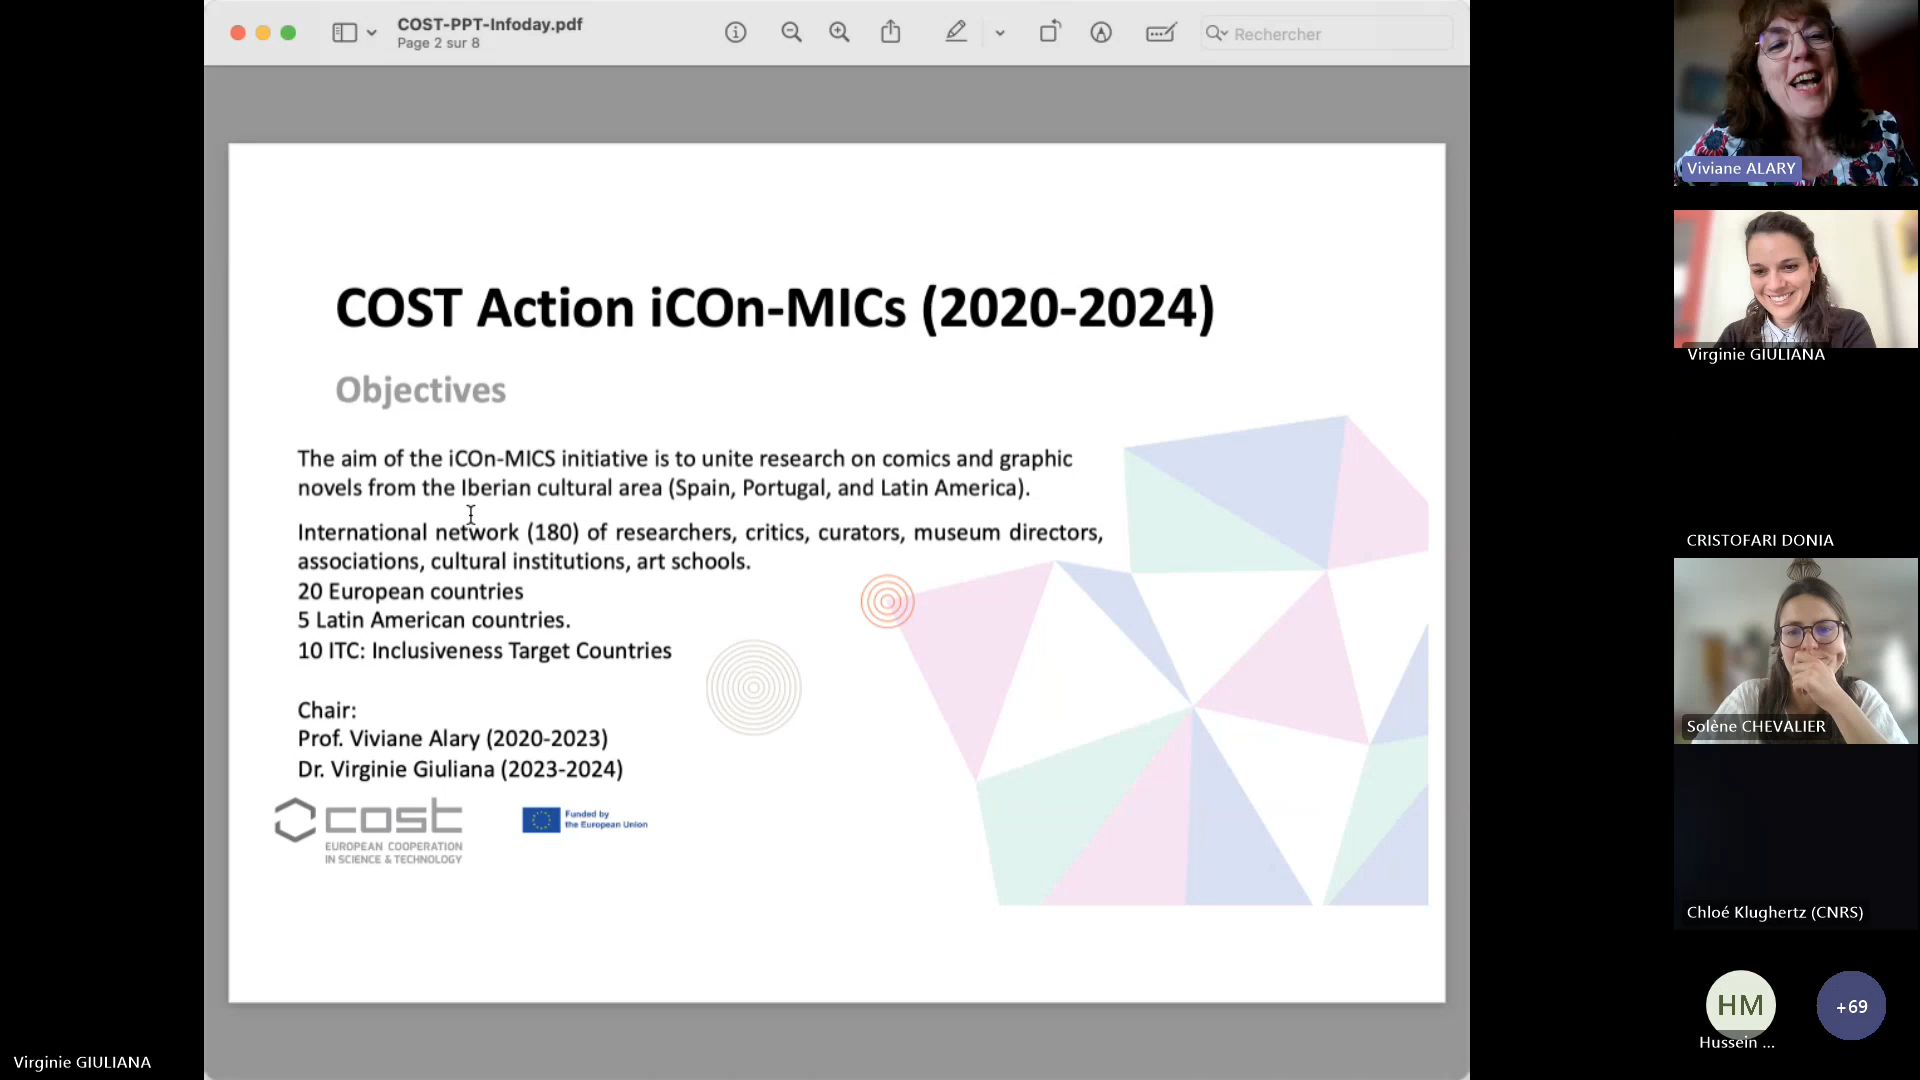 COST-PPT-Infoday.pdf
Page 2 sur 8
Rechercher
COST Action iCOn-MICs (2020-2024)
Objectives
The aim of the iCOn-MICS initiative is to unite research on comics and graphic
novels from the Iberian cultural area (Spain, Portugal, and Latin America).
International network (180) of researchers, critics, curators, museum directors,
associations, cultural institutions, art schools.
20 European countries
5 Latin American countries.
10 ITC: Inclusiveness Target Countries
Chair:
Prof. Viviane Alary (2020-2023)
Dr. Virginie Giuliana (2023-2024)
cost
EUROPEAN COOPERATION
IN SCIENCE & TECHNOLOGY
Funded by
the European Union
Viviane ALARY
Virginie GIULIANA
CRISTOFARI DONIA
Solène CHEVALIER
Chloé Klughertz (CNRS)
HM
+69
Hussein ...
Virginie GIULIANA